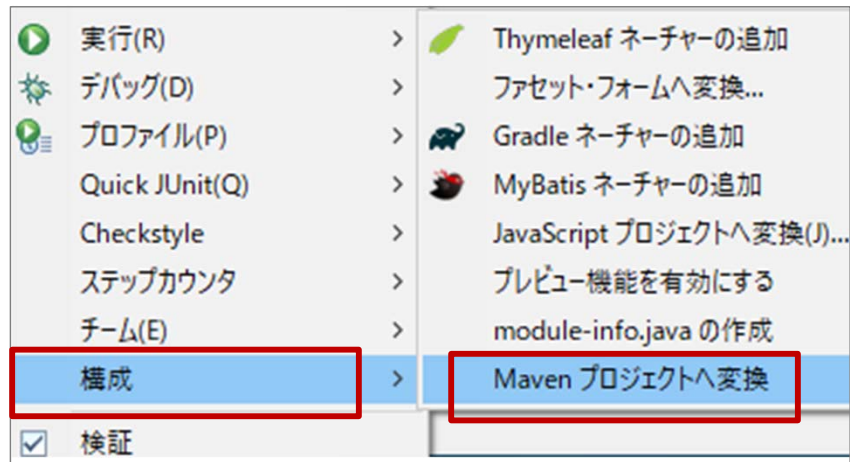 実行(R)
デバッグ(D)
プロファイル(P)
Quick JUnit(Q)
Checkstyle
ステップカウンタ
チーム(E)
構成
検証
Thymeleaf ネーチャーの追加
ファセット・フォームへ変換...
Gradle ネーチャーの追加
MyBatis ネーチャーの追加
JavaScript プロジェクトへ変換(J)...
プレビュー機能を有効にする
module-info.java の作成
Maven プロジェクトへ変換